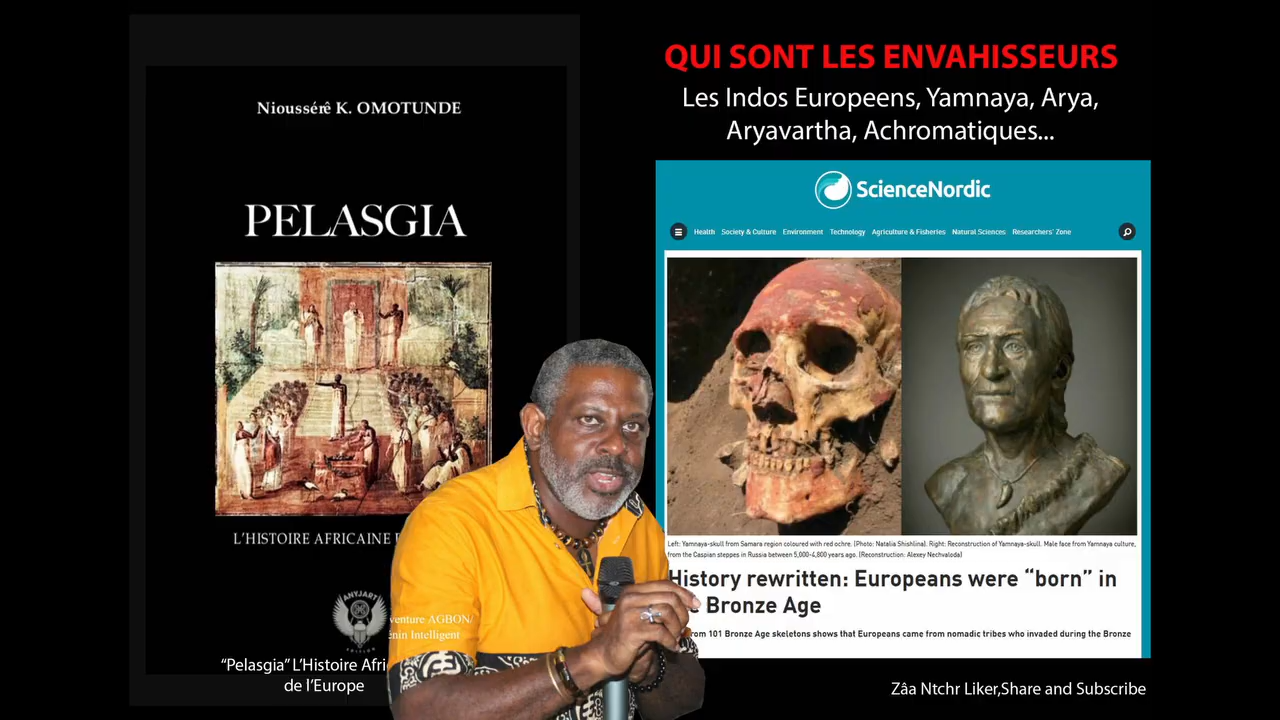 Nioussérê K. OMOTUNDE
PELASGIA
L'HISTOIRE AFRICAINE
ANYJART
EDITION
AGBON/
Intelligent
"Pelasgia" L'Histoire
de l'Europe
QUI SONT LES ENVAHISSEURS
Les Indos Europeens, Yamnaya, Arya,
Aryavartha, Achromatiques...
ScienceNordic
Health Society & Culture Environment Technology Agriculture & Fisheries Natural Sciences Researchers' Zone
Left: Yamnaya-skull from Samara region coloured with red ochre. (Photo: Natalia Shishlina). Right: Reconstruction of Yamnaya-skull. Male face from Yamnaya culture,
from the Caspian steppes in Russia between 5,000-4,800 years ago. (Reconstruction: Alexey Nechvaloda)
History rewritten: Europeans were “born” in
Bronze Age
101 Bronze Age skeletons shows that Europeans came from nomadic tribes who invaded during the Bronze
Zâa Ntchr Liker,Share and Subscribe